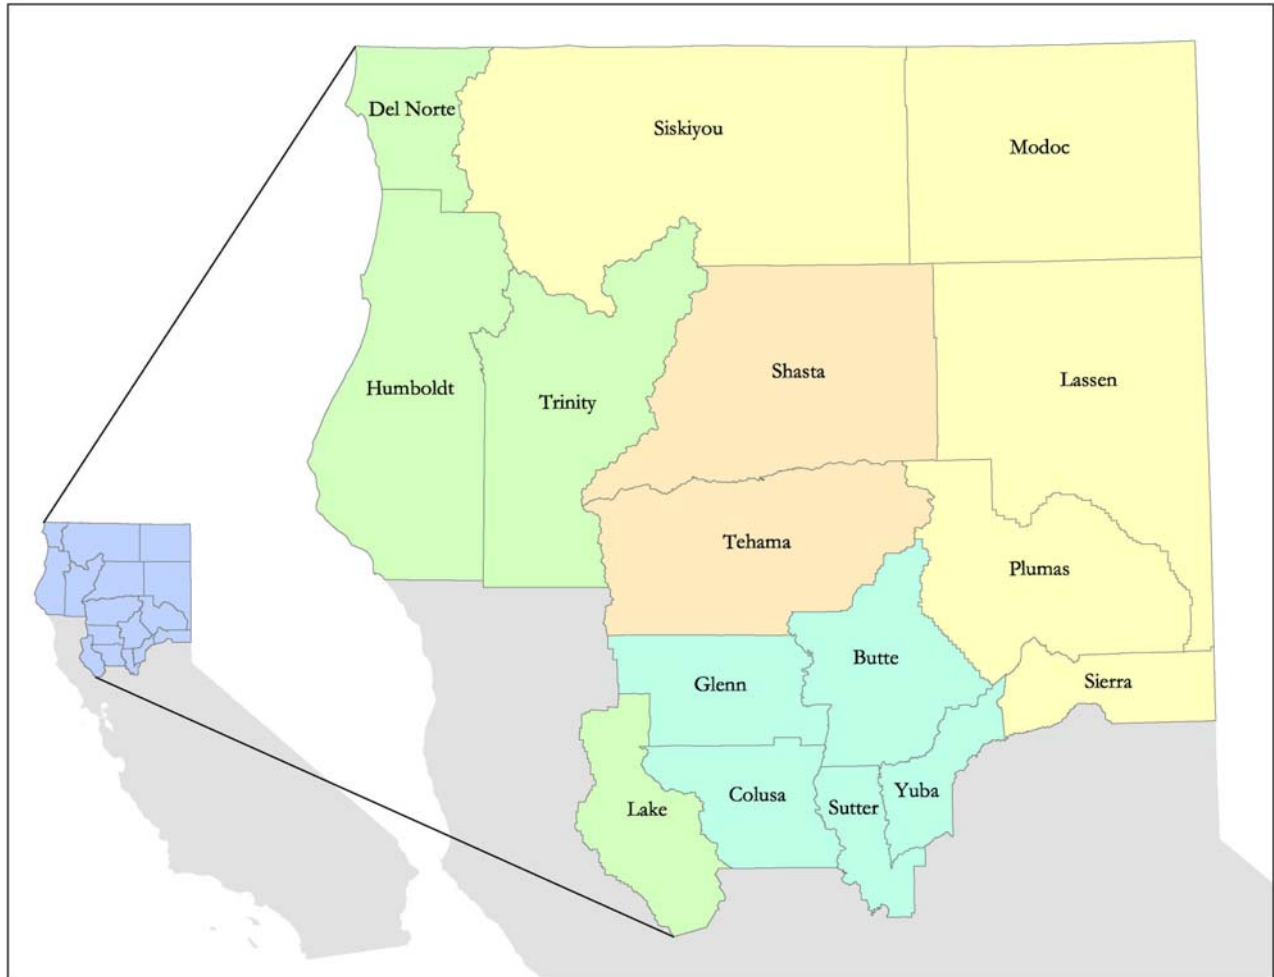 Del Norte
Siskiyou
Modoc
Shasta
Lassen
Humboldt
Trinity
Tehama
Plumas
Butte
Glenn
Sierra
Yuba
Colusa
Sutter
Lake